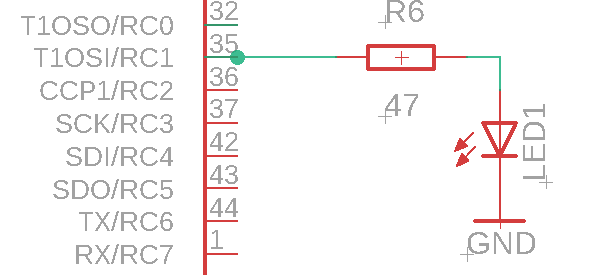 32
R6
T1OSO/RC0
35
T1OSI/RC1
36
CCP1/RC2
47
37
SCK/RC3
LED1
42
SDI/RC4
43
SDO/RC5
44
TX/RC6
1
RX/RC7
GND